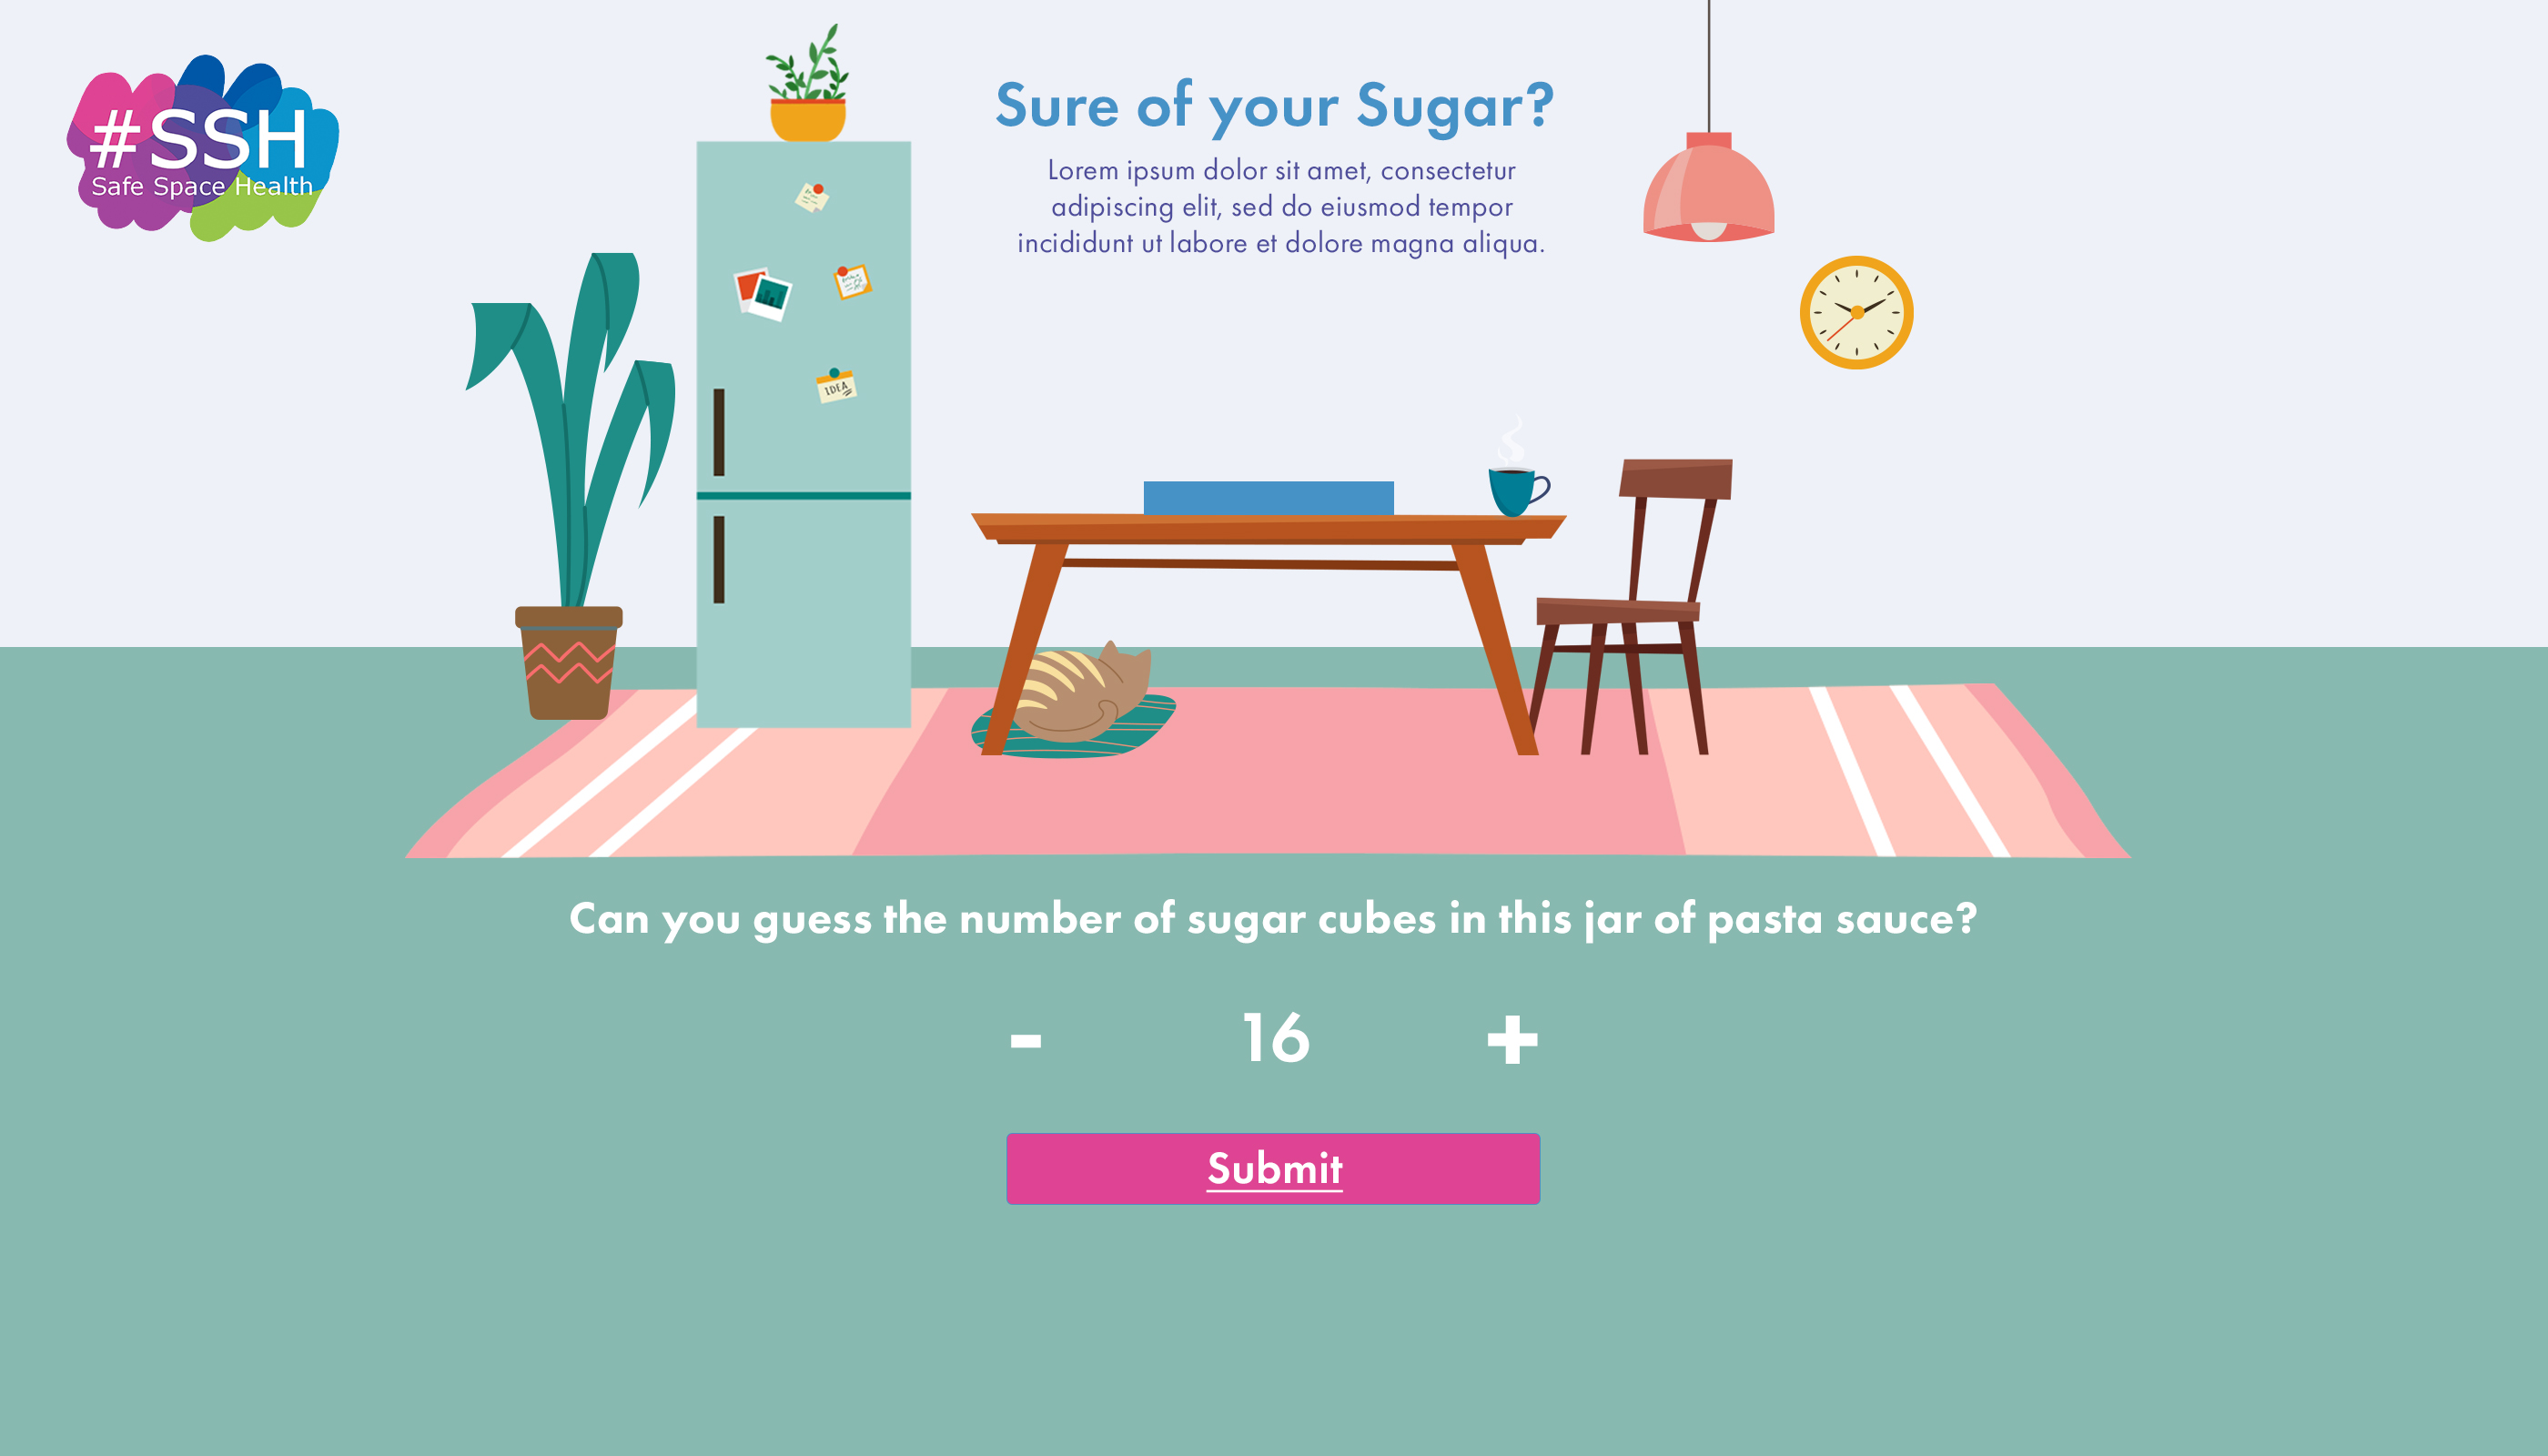 #SSH
Safe Space Health
Sure of your Sugar?
Lorem ipsum dolor sit amet, consectetur
adipiscing elit, sed do eiusmod tempor
incididunt ut labore et dolore magna aliqua.
IDEA
Can you guess the number of sugar cubes in this jar of pasta sauce?
- 16 +
Submit